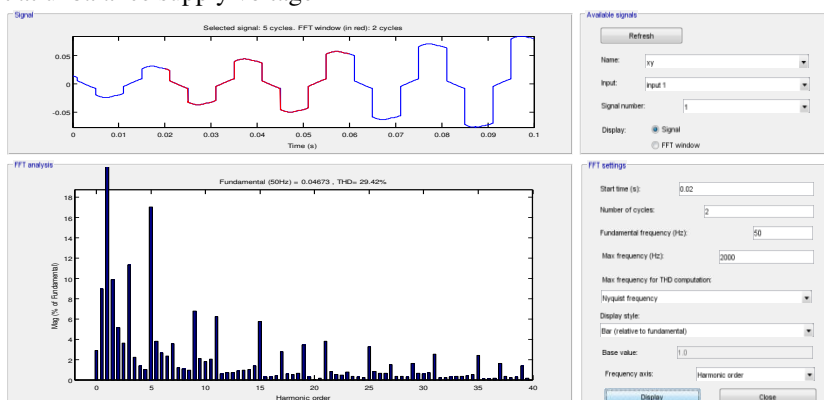 Signal
Selected signal: 5 cycles. FFT window (in red): 2 cycles
0.05
0
-0.05
0 0.01 0.02 0.03 0.04 0.05 0.06 0.07 0.08 0.09 0.1
Time (s)
Available signals
Refresh
Name: xy
Input: input 1
Signal number: 1
Display: Signal
FFT window
FFT analysis
Fundamental (50Hz) = 0.04673 , THD= 29.42%
18
16
14
12
10
8
6
4
2
0
Mag (% of Fundamental)
0 5 10 15 20 25 30 35 40
Harmonic order
FFT settings
Start time (s): 0.02
Number of cycles: 2
Fundamental frequency (Hz): 50
Max frequency (Hz): 2000
Max frequency for THD computation:
Nyquist frequency
Display style:
Bar (relative to fundamental)
Base value: 1.0
Frequency axis: Harmonic order
Display Close